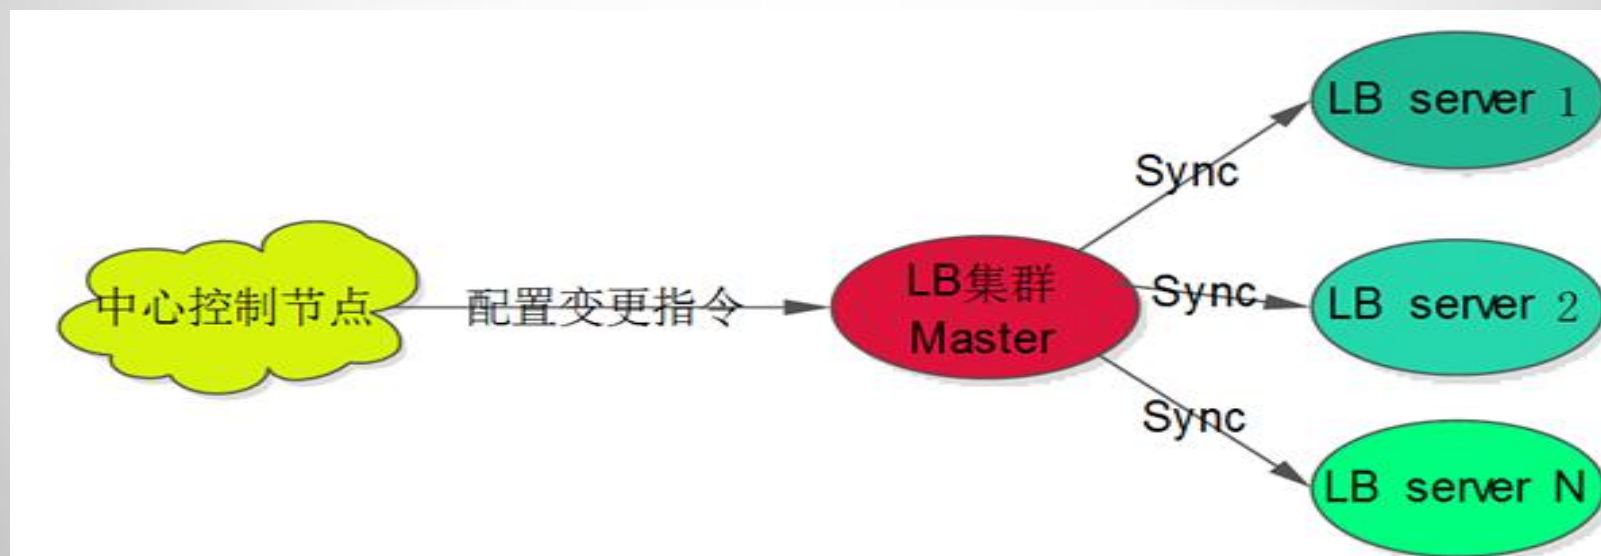 中心控制节点
配置变更指令
LB集群
Master
Sync
Sync
Sync
LB server 1
LB server 2
LB server N